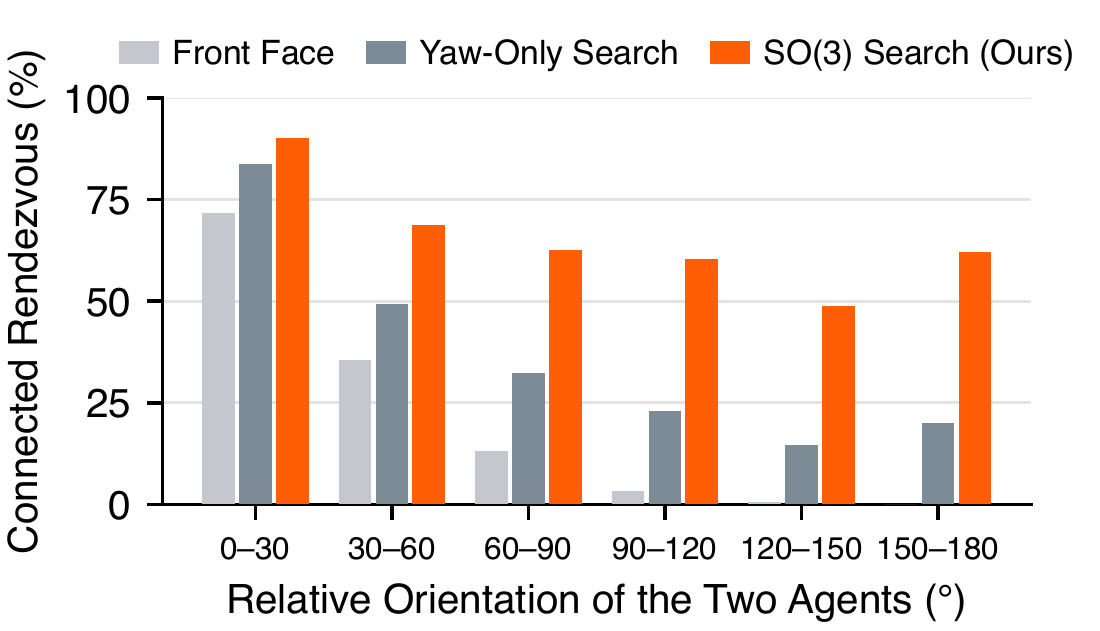 Front Face Yaw-Only Search SO(3) Search (Ours)
Connected Rendezvous (%)
100
75
50
25
0
0–30 30–60 60–90 90–120 120–150 150–180
Relative Orientation of the Two Agents (°)